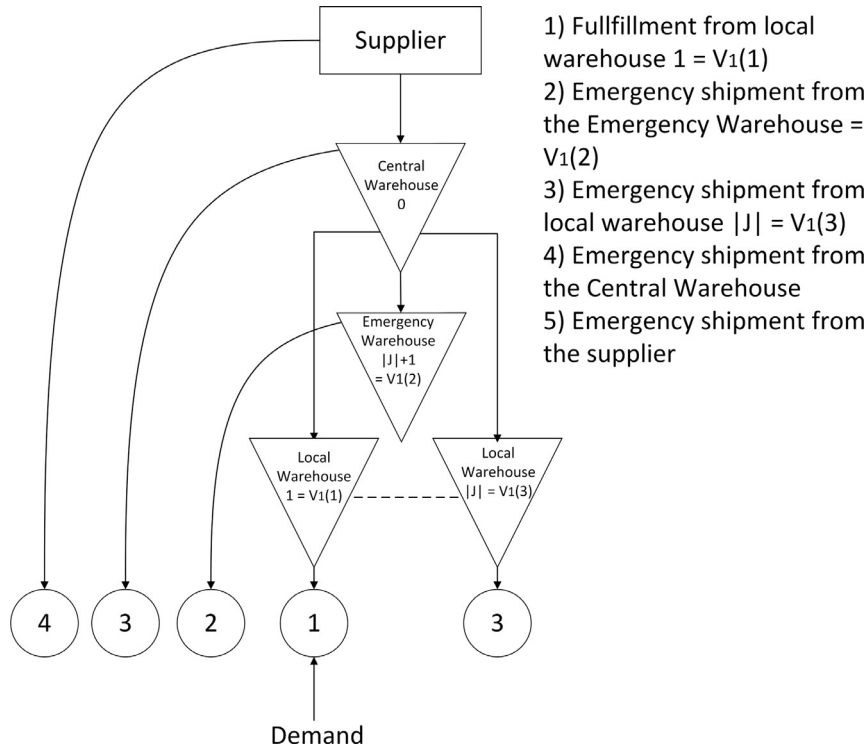 Supplier
Central
Warehouse
0
Emergency
Warehouse
|J|+1
= V1(2)
Local
Warehouse
1 = V1(1)
Local
Warehouse
|J| = V1(3)
4
3
2
1
3
Demand
1) Fullfillment from local
warehouse 1 = V1(1)
2) Emergency shipment from
the Emergency Warehouse =
V1(2)
3) Emergency shipment from
local warehouse |J| = V1(3)
4) Emergency shipment from
the Central Warehouse
5) Emergency shipment from
the supplier